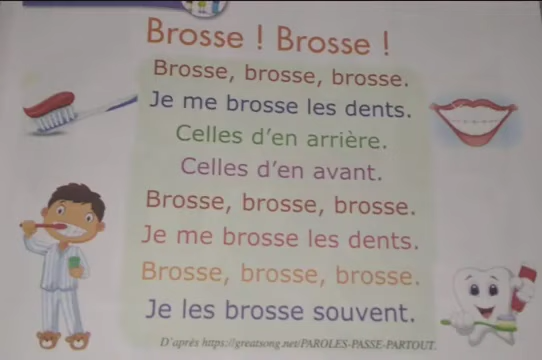 Brosse ! Brosse !
Brosse, brosse, brosse.
Je me brosse les dents.
Celles d'en arrière.
Celles d'en avant.
Brosse, brosse, brosse.
Je me brosse les dents.
Brosse, brosse, brosse.
Je les brosse souvent.
D'après https://greatsong.net/PAROLES-PASSE-PARTOUT.